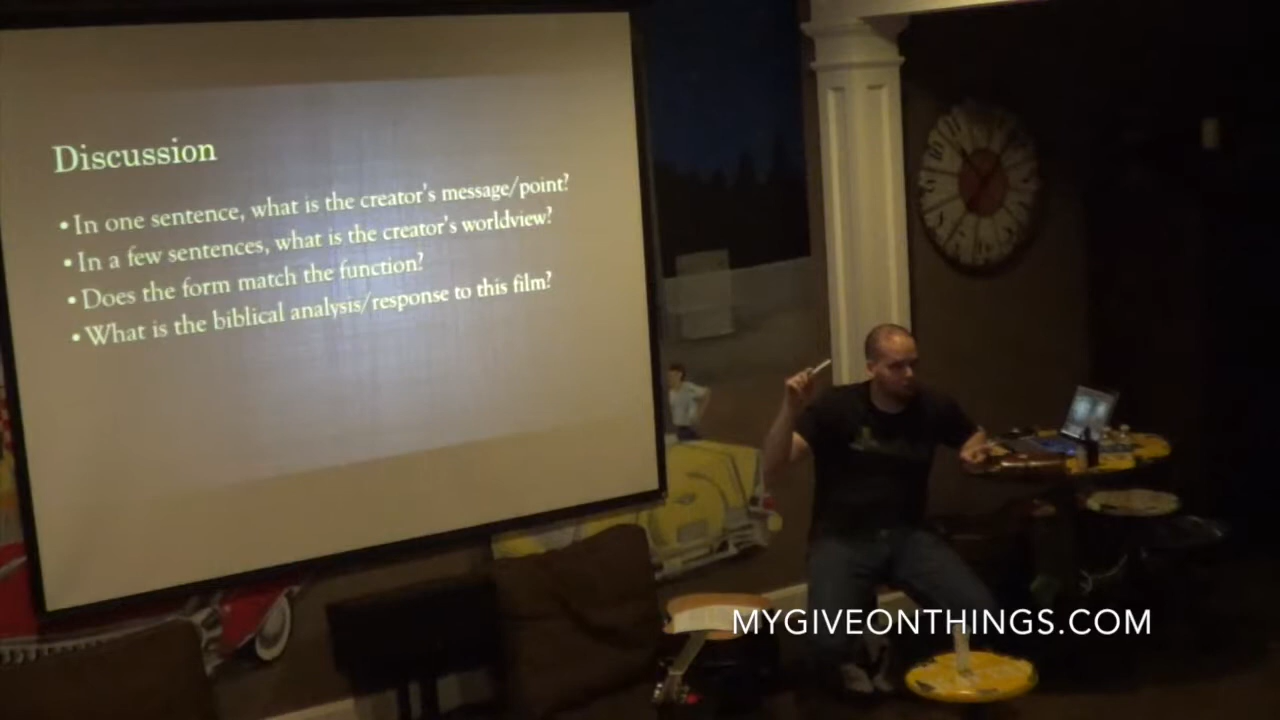 Discussion
• In one sentence, what is the creator's message/point?
• In a few sentences, what is the creator's worldview?
• Does the form match the function?
• What is the biblical analysis/response to this film?
MYGIVEONTHINGS.COM